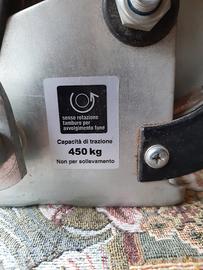 senso rotazione
tamburo per
avvolgimento fune
Capacità di trazione
450 kg
Non per sollevamento